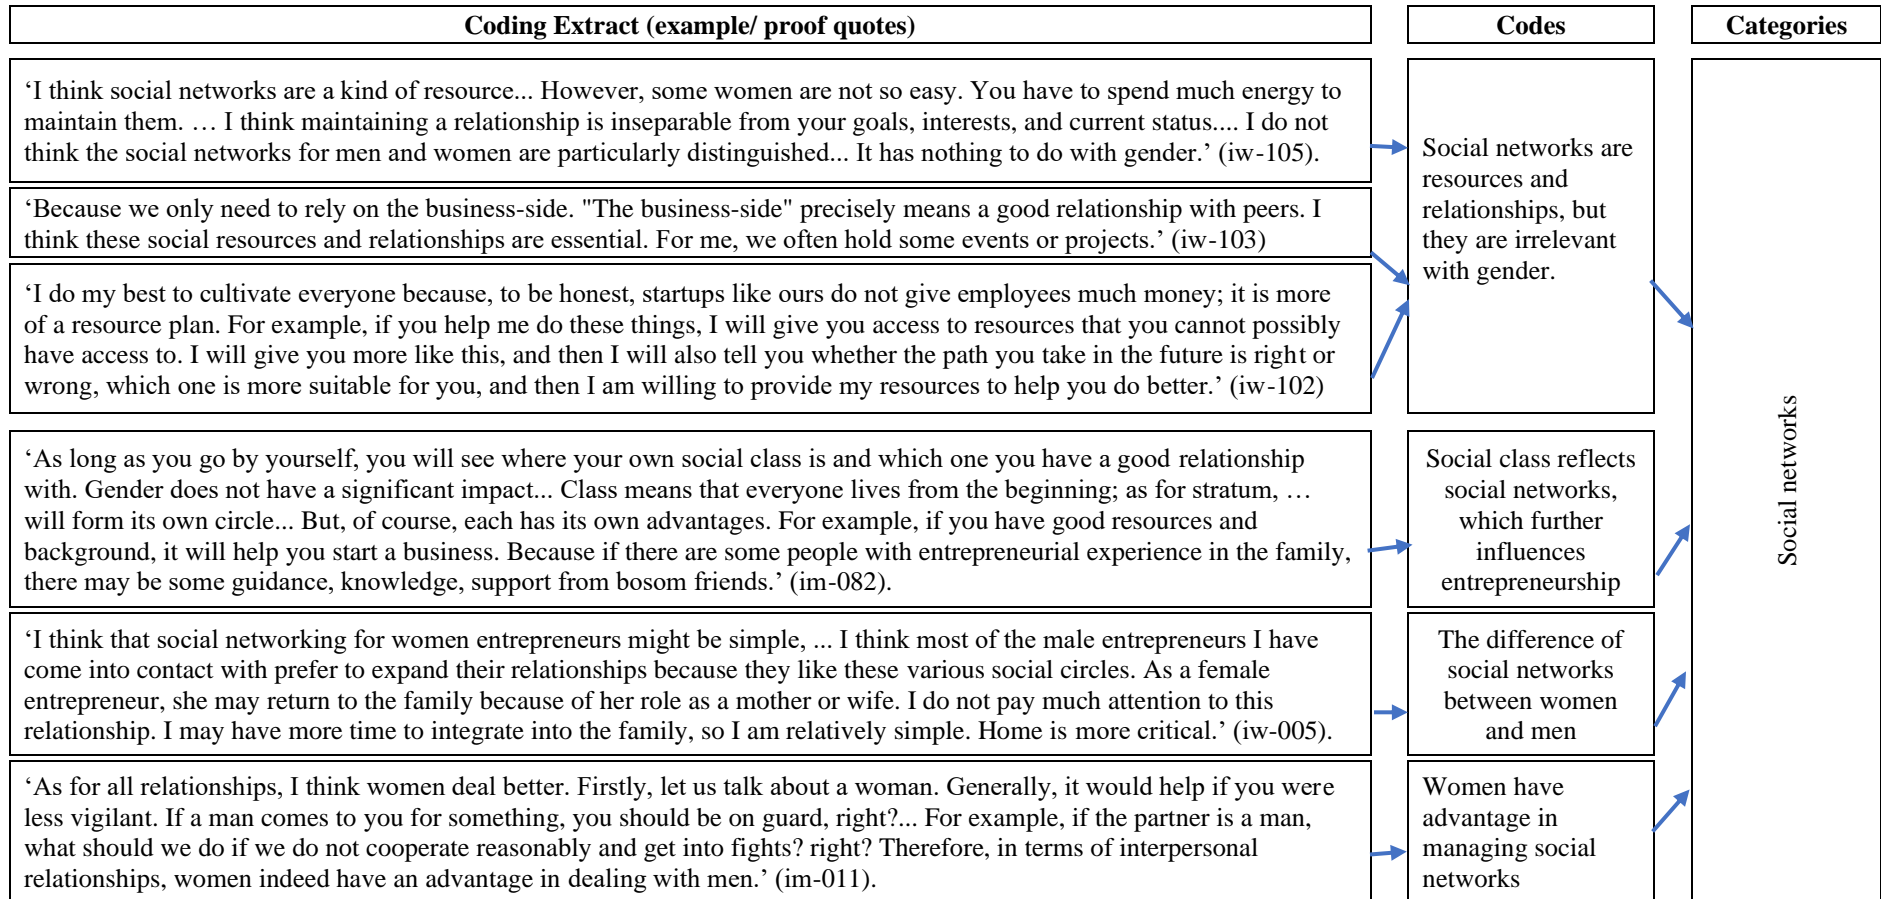 Coding Extract (example/ proof quotes)
Codes
Categories
‘I think social networks are a kind of resource... However, some women are not so easy. You have to spend much energy to
maintain them. … I think maintaining a relationship is inseparable from your goals, interests, and current status.... I do not
think the social networks for men and women are particularly distinguished... It has nothing to do with gender.’ (iw-105).
‘Because we only need to rely on the business-side. "The business-side" precisely means a good relationship with peers. I
think these social resources and relationships are essential. For me, we often hold some events or projects.’ (iw-103)
‘I do my best to cultivate everyone because, to be honest, startups like ours do not give employees much money; it is more
of a resource plan. For example, if you help me do these things, I will give you access to resources that you cannot possibly
have access to. I will give you more like this, and then I will also tell you whether the path you take in the future is right or
wrong, which one is more suitable for you, and then I am willing to provide my resources to help you do better.’ (iw-102)
Social networks are
resources and
relationships, but
they are irrelevant
with gender.
‘As long as you go by yourself, you will see where your own social class is and which one you have a good relationship
with. Gender does not have a significant impact... Class means that everyone lives from the beginning; as for stratum, …
will form its own circle... But, of course, each has its own advantages. For example, if you have good resources and
background, it will help you start a business. Because if there are some people with entrepreneurial experience in the family,
there may be some guidance, knowledge, support from bosom friends.’ (im-082).
Social class reflects
social networks,
which further
influences
entrepreneurship
‘I think that social networking for women entrepreneurs might be simple, ... I think most of the male entrepreneurs I have
come into contact with prefer to expand their relationships because they like these various social circles. As a female
entrepreneur, she may return to the family because of her role as a mother or wife. I do not pay much attention to this
relationship. I may have more time to integrate into the family, so I am relatively simple. Home is more critical.’ (iw-005).
The difference of
social networks
between women
and men
‘As for all relationships, I think women deal better. Firstly, let us talk about a woman. Generally, it would help if you were
less vigilant. If a man comes to you for something, you should be on guard, right?... For example, if the partner is a man,
what should we do if we do not cooperate reasonably and get into fights? right? Therefore, in terms of interpersonal
relationships, women indeed have an advantage in dealing with men.’ (im-011).
Women have
advantage in
managing social
networks
Social networks